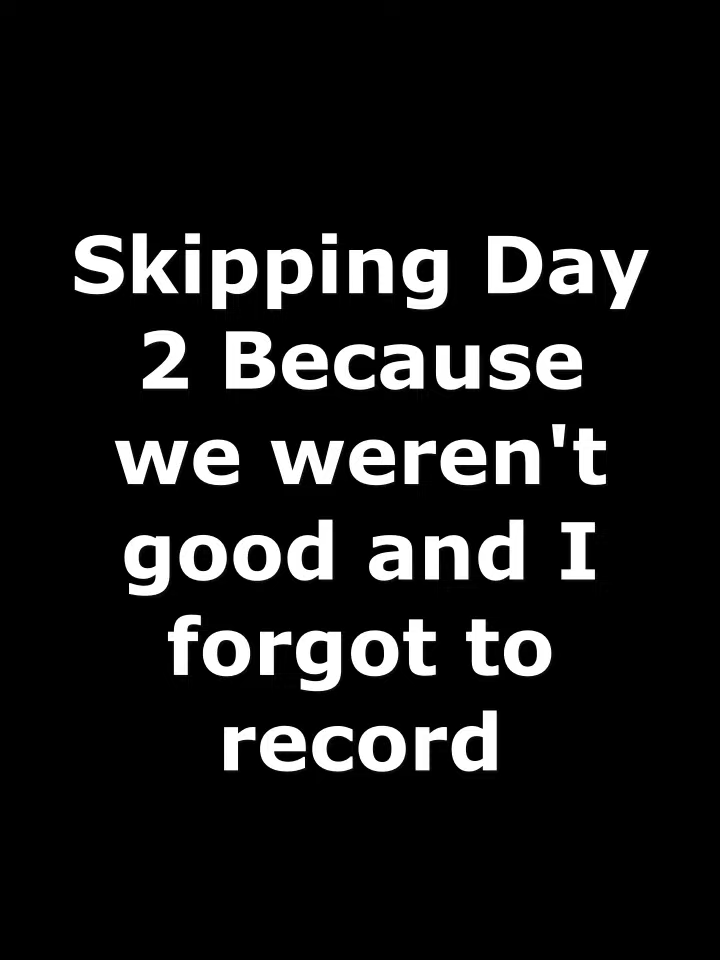 Skipping Day
2 Because
we weren't
good and I
forgot to
record